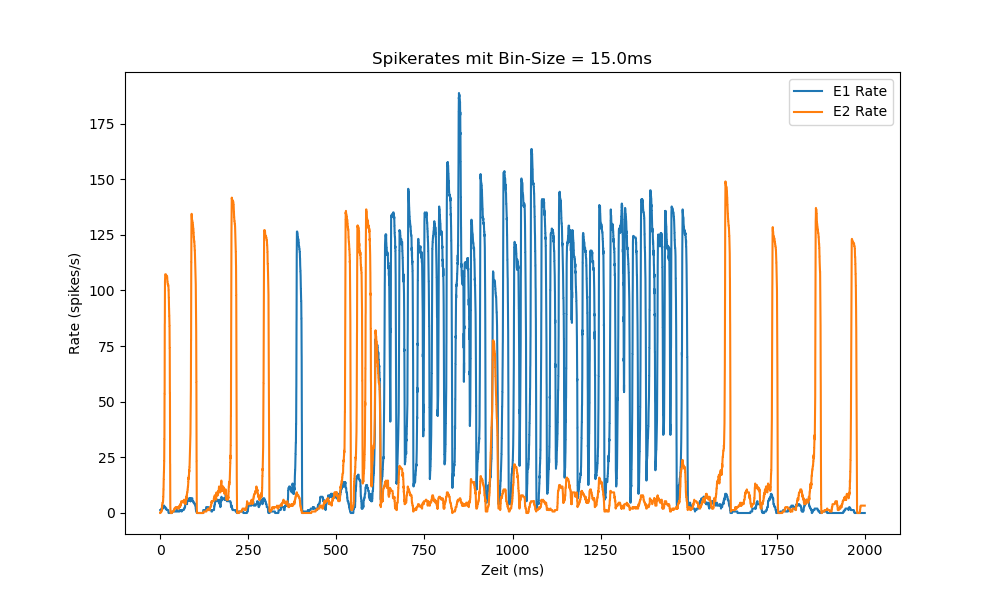 Spikerates mit Bin-Size = 15.0ms
E1 Rate
E2 Rate
175
150
125
100
75
50
25
0
Rate (spikes/s)
0 250 500 750 1000 1250 1500 1750 2000
Zeit (ms)